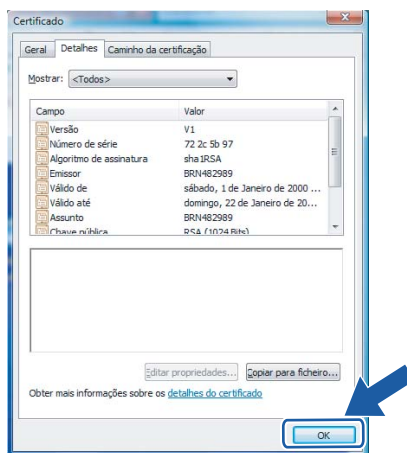 Certificado
Geral Detalhes Caminho da certificação
Mostrar: <Todos>
Campo Valor
Versão V1
Número de série 72 2c 5b 97
Algoritmo de assinatura sha1RSA
Emissor BRN482989
Válido de sábado, 1 de Janeiro de 2000 ...
Válido até domingo, 22 de Janeiro de 20...
Assunto BRN482989
Chave pública RSA (1024 Bits)
Editar propriedades... Copiar para ficheiro...
Obter mais informações sobre os detalhes do certificado
OK